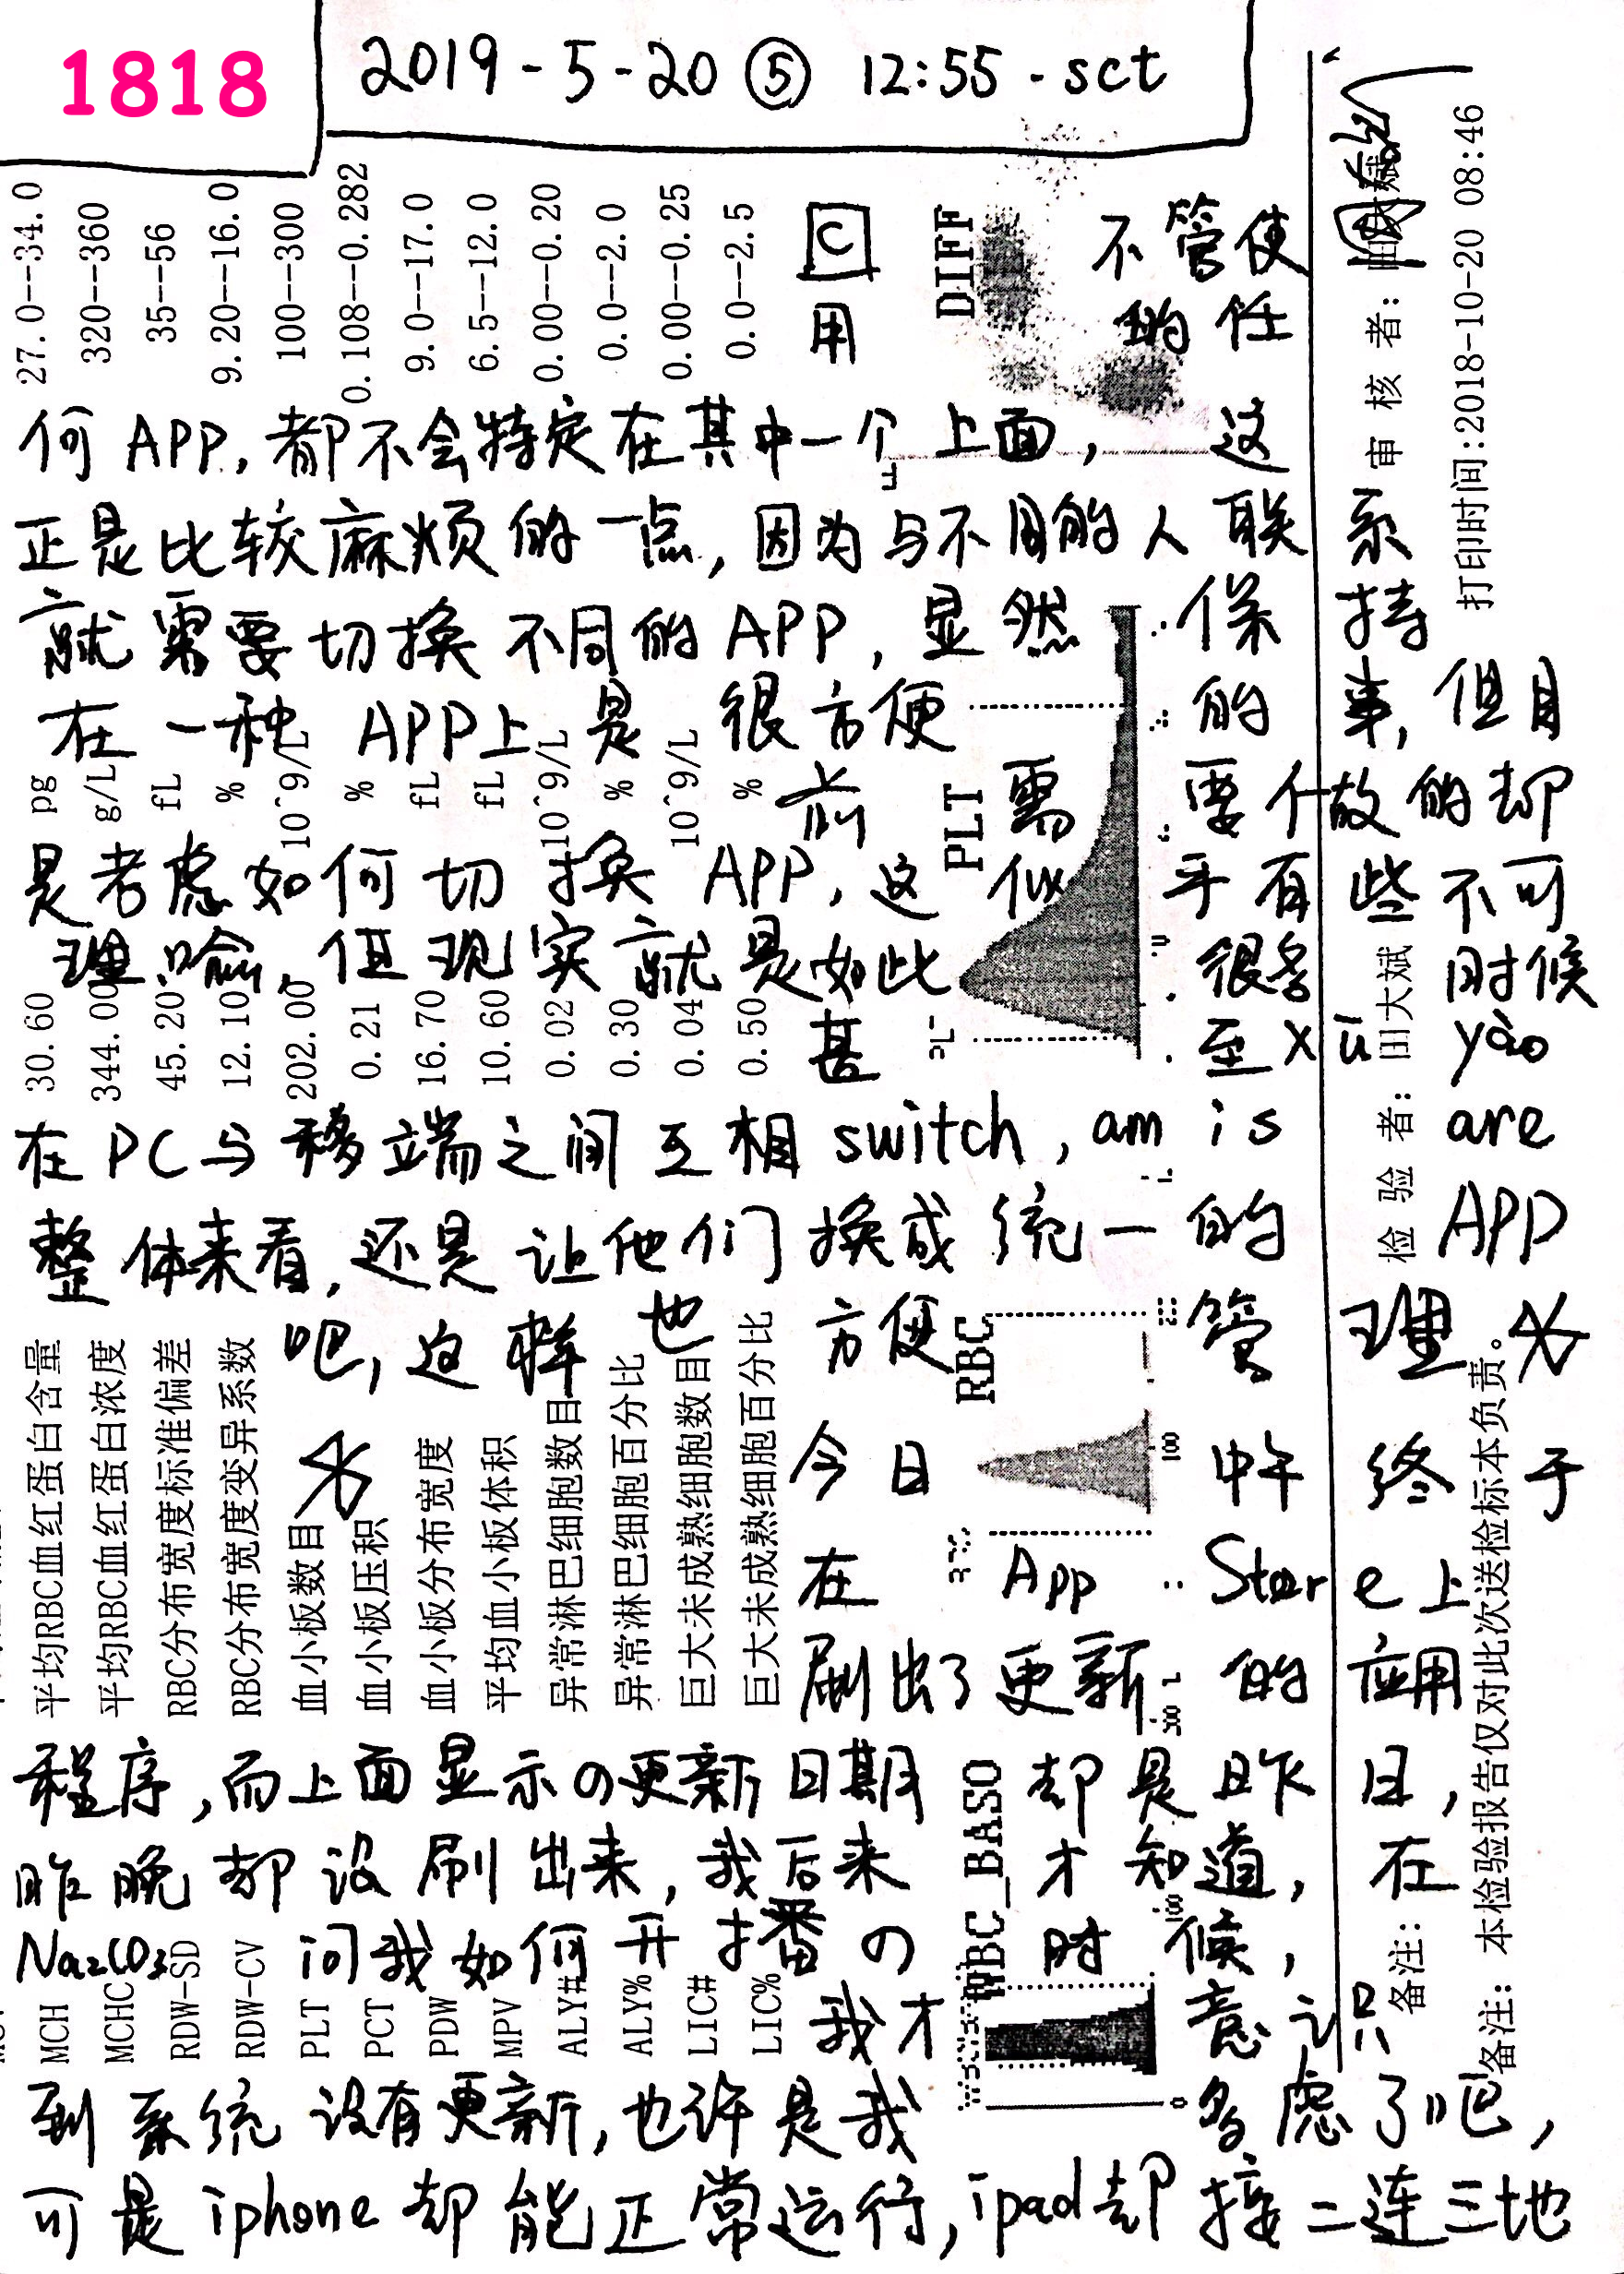 1818
2019-5-20 ⑤ 12:55 - sct
C 不管使
用 的任
何APP,都不会特定在其中一个上面,这
正是比较麻烦的一点,因为与不同的人联系
就需要切换不同的APP,显然保持
在一种APP上是很方便的事,但目
前需要做的却
是考虑如何切换APP,这似乎有些不可
理喻,但现实就是如此 很多时候
甚至xū yào
在PC与移端之间互相switch,am is are
整体来看,还是让他们换成统一的APP
吧,这样也方便管理
今日中午终于
在App Store上
刷出了更新的应用
程序,而上面显示の更新日期却是昨日,
昨晚却没刷出来,我后来才知道,在
Na₂CO₃问我如何开播の时候,
我才意识
到系统没有更新,也许是我多虑了吧,
可是iphone却能正常运行,ipad却接二连三地
27.0--34.0
320--360
35--56
9.20--16.0
100--300
0.108--0.282
9.0--17.0
6.5--12.0
0.00--0.20
0.0--2.0
0.00--0.25
0.0--2.5
pg
g/L
fL
%
10^9/L
%
fL
fL
10^9/L
%
10^9/L
%
30.60
344.00
45.20
12.10
202.00
0.21
16.70
10.60
0.02
0.30
0.04
0.50
平均RBC血红蛋白含量
平均RBC血红蛋白浓度
RBC分布宽度标准偏差
RBC分布宽度变异系数
血小板数目
血小板压积
血小板分布宽度
平均血小板体积
异常淋巴细胞数目
异常淋巴细胞百分比
巨大未成熟细胞数目
巨大未成熟细胞百分比
MCH
MCHC
RDW-SD
RDW-CV
PLT
PCT
PDW
MPV
ALY#
ALY%
LIC#
LIC%
DIFF
PLT
RBC
WBC_BASO
审核者:
检验者:田大斌
备注:
打印时间:2018-10-20 08:46
备注: 本检验报告仅对此次送检标本负责。